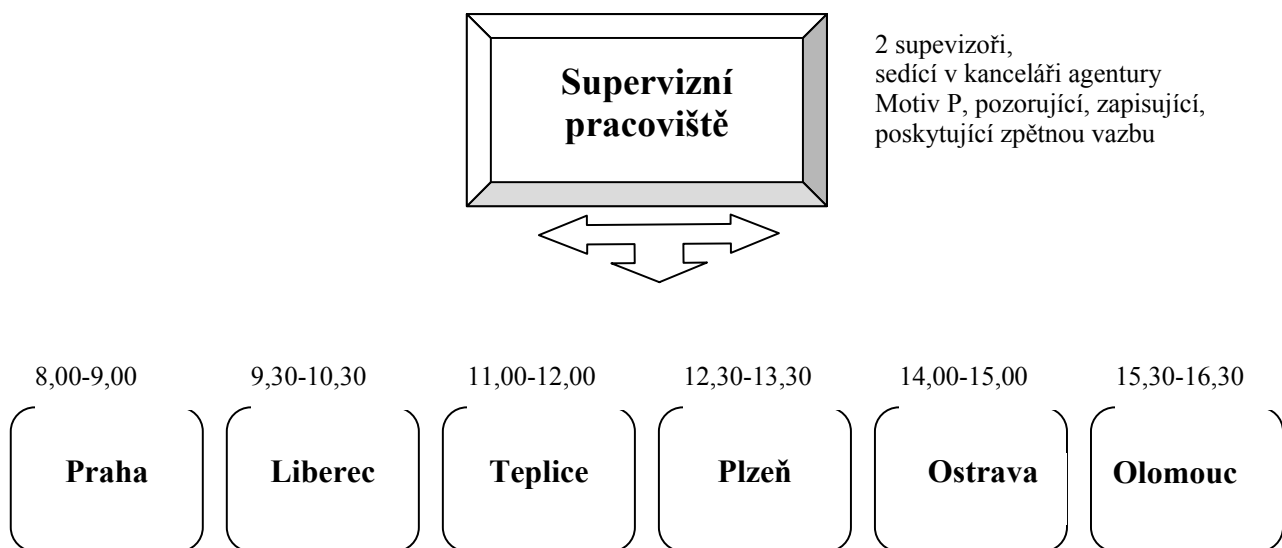 Supervizní
pracoviště
2 supevizoři,
sedící v kanceláři agentury
Motiv P, pozorující, zapisující,
poskytující zpětnou vazbu
8,00-9,00
9,30-10,30
11,00-12,00
12,30-13,30
14,00-15,00
15,30-16,30
Praha
Liberec
Teplice
Plzeň
Ostrava
Olomouc